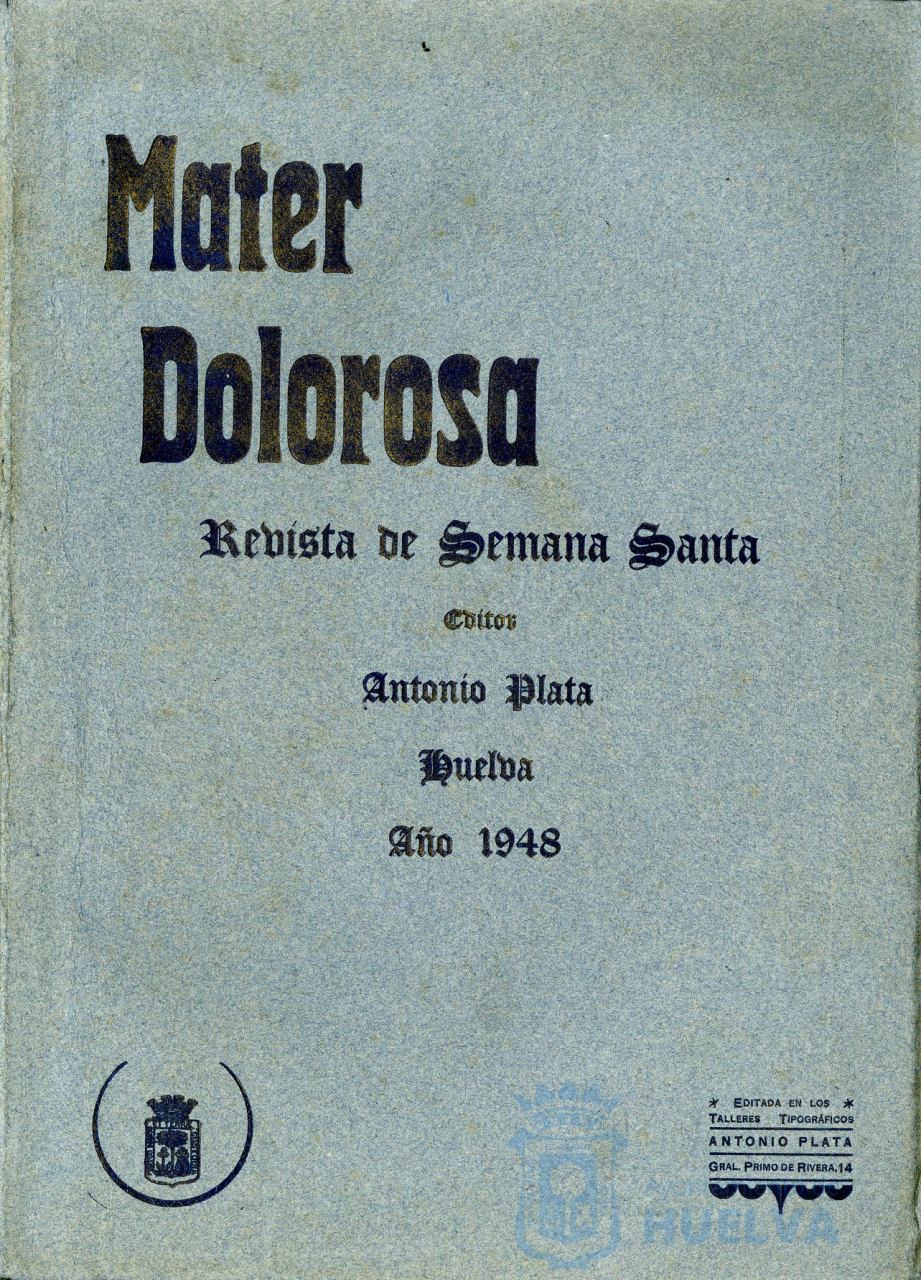 Mater
Dolorosa
Revista de Semana Santa
Editor
Antonio Plata
Huelva
Año 1948
* EDITADA EN LOS *
TALLERES TIPOGRÁFICOS
ANTONIO PLATA
GRAL. PRIMO DE RIVERA, 14
HUELVA